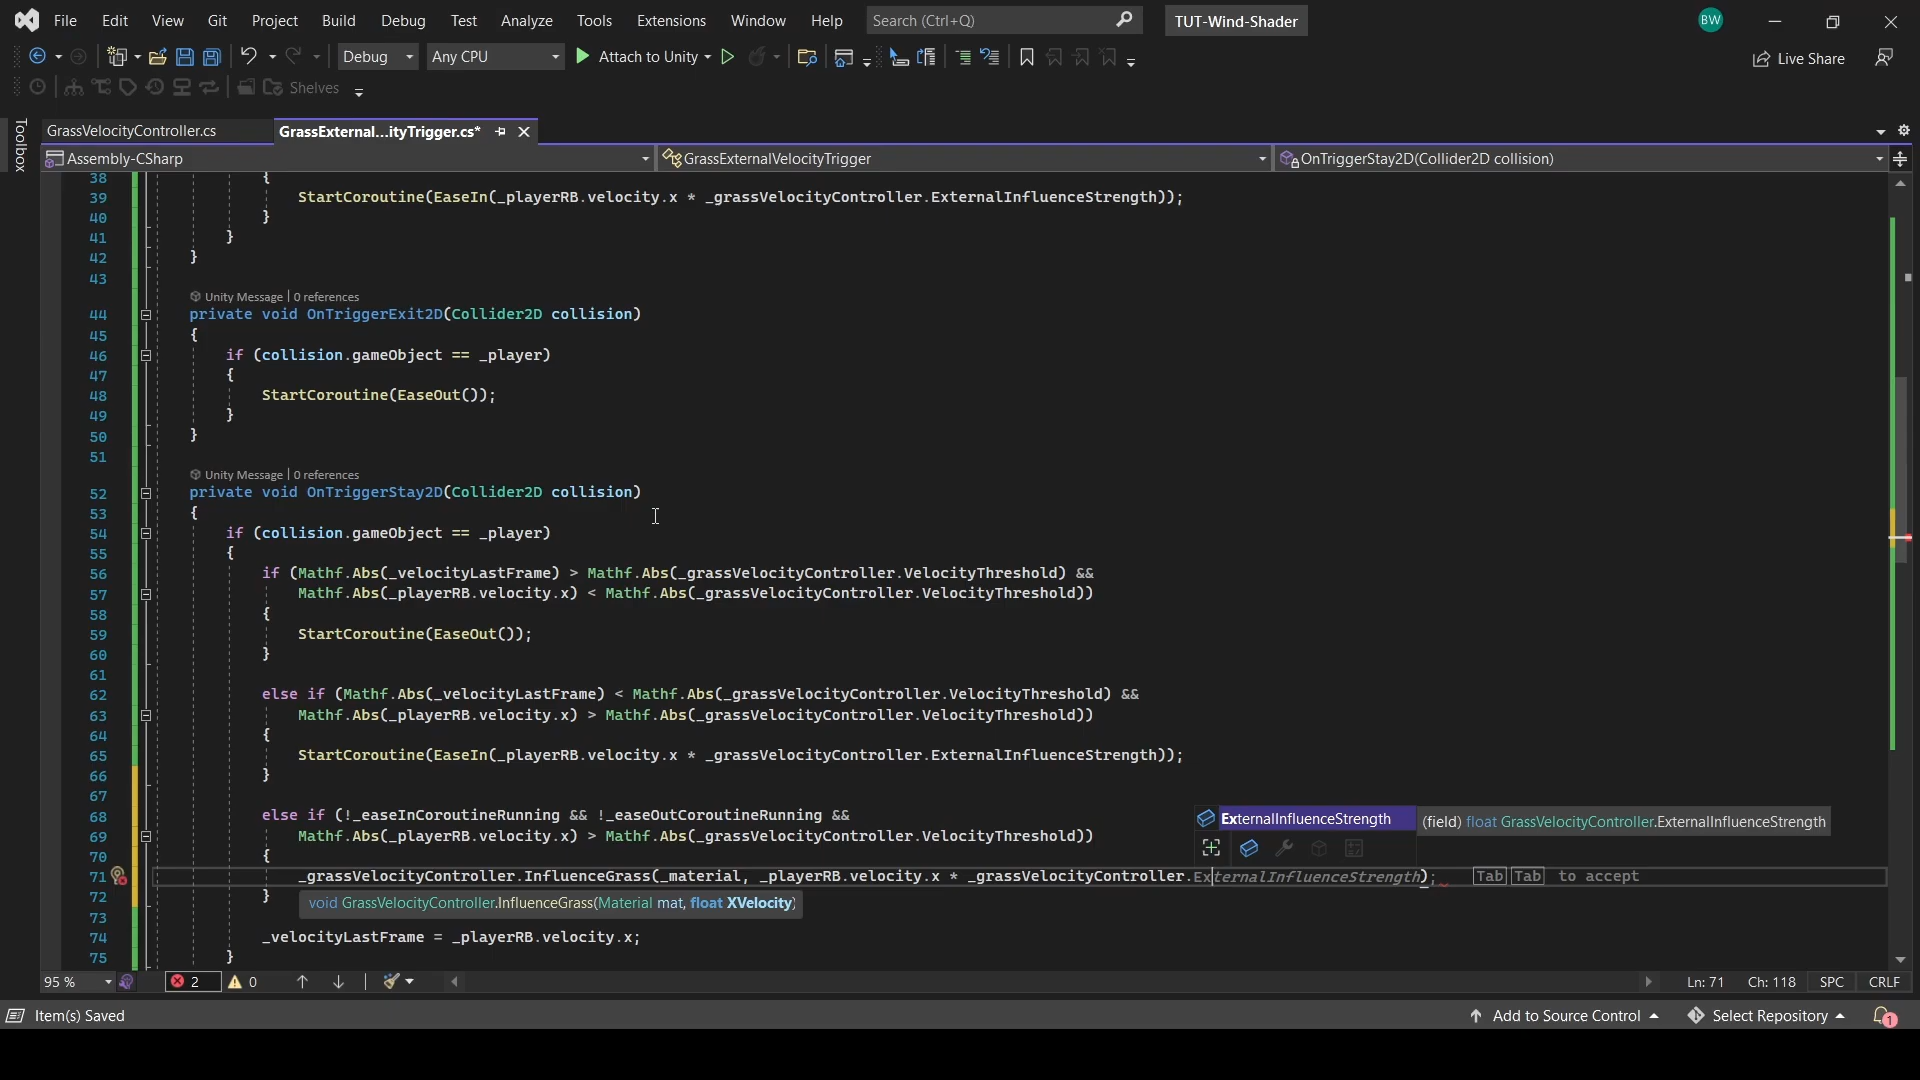 File Edit View Git Project Build Debug Test Analyze Tools Extensions Window Help Search (Ctrl+Q) TUT-Wind-Shader BW
Debug Any CPU Attach to Unity Live Share
Shelves
Toolbox
GrassVelocityController.cs GrassExternal...ityTrigger.cs*
Assembly-CSharp GrassExternalVelocityTrigger OnTriggerStay2D(Collider2D collision)
38 {
39 StartCoroutine(EaseIn(_playerRB.velocity.x * _grassVelocityController.ExternalInfluenceStrength));
40 }
41 }
42 }
43
Unity Message | 0 references
44 private void OnTriggerExit2D(Collider2D collision)
45 {
46 if (collision.gameObject == _player)
47 {
48 StartCoroutine(EaseOut());
49 }
50 }
51
Unity Message | 0 references
52 private void OnTriggerStay2D(Collider2D collision)
53 {
54 if (collision.gameObject == _player)
55 {
56 if (Mathf.Abs(_velocityLastFrame) > Mathf.Abs(_grassVelocityController.VelocityThreshold) &&
57 Mathf.Abs(_playerRB.velocity.x) < Mathf.Abs(_grassVelocityController.VelocityThreshold))
58 {
59 StartCoroutine(EaseOut());
60 }
61
62 else if (Mathf.Abs(_velocityLastFrame) < Mathf.Abs(_grassVelocityController.VelocityThreshold) &&
63 Mathf.Abs(_playerRB.velocity.x) > Mathf.Abs(_grassVelocityController.VelocityThreshold))
64 {
65 StartCoroutine(EaseIn(_playerRB.velocity.x * _grassVelocityController.ExternalInfluenceStrength));
66 }
67
68 else if (!_easeInCoroutineRunning && !_easeOutCoroutineRunning &&
ExternalInfluenceStrength (field) float GrassVelocityController.ExternalInfluenceStrength
69 Mathf.Abs(_playerRB.velocity.x) > Mathf.Abs(_grassVelocityController.VelocityThreshold))
70 {
71 _grassVelocityController.InfluenceGrass(_material, _playerRB.velocity.x * _grassVelocityController.ExternalInfluenceStrength); Tab Tab to accept
72 }
void GrassVelocityController.InfluenceGrass(Material mat, float XVelocity)
73
74 _velocityLastFrame = _playerRB.velocity.x;
75 }
95 % 2 0 Ln: 71 Ch: 118 SPC CRLF
Item(s) Saved Add to Source Control Select Repository 1